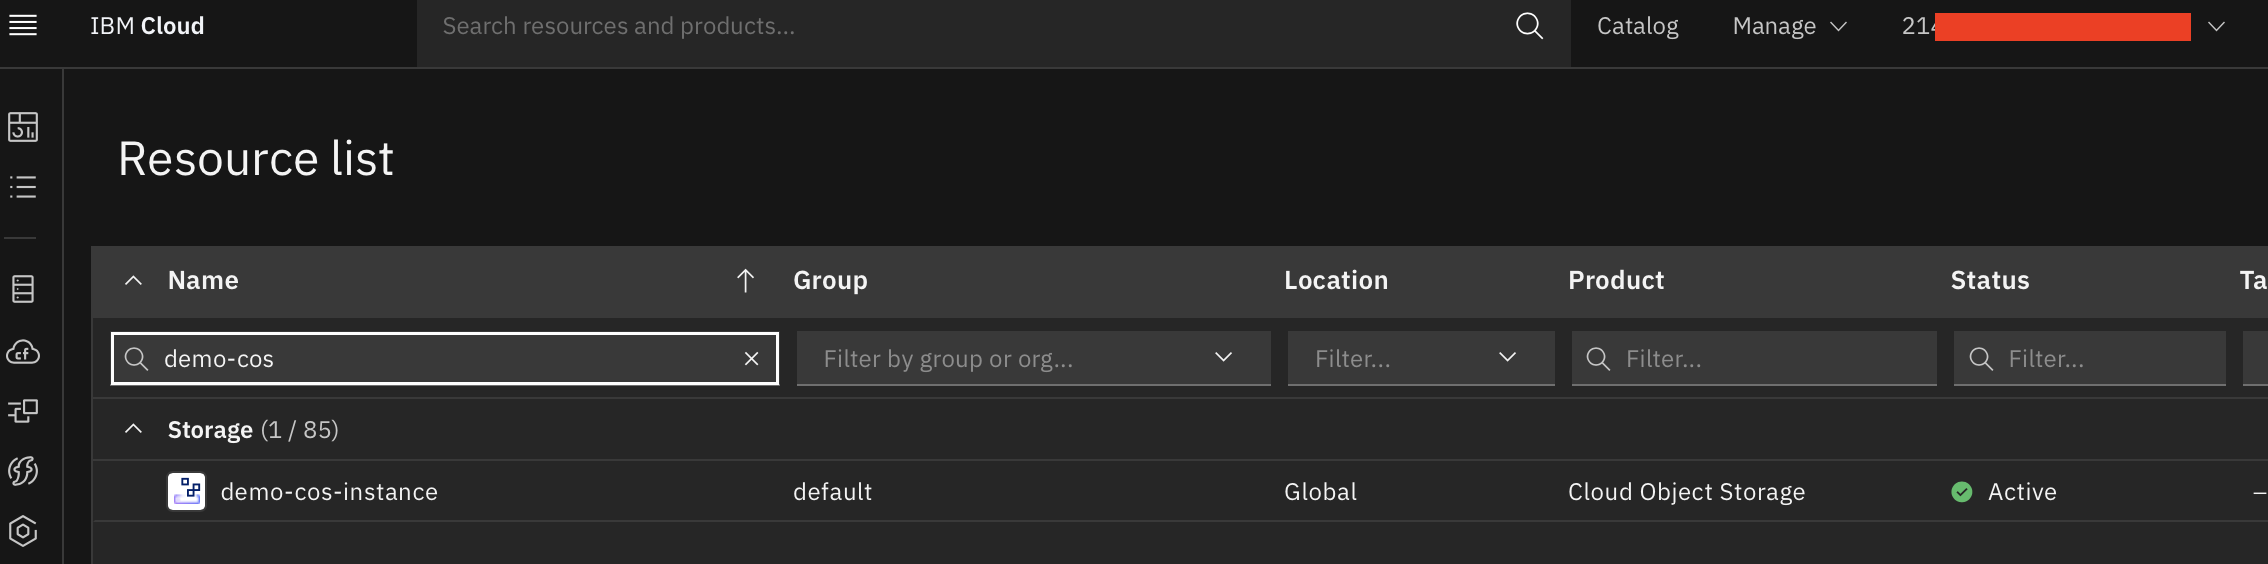 IBM Cloud
Search resources and products...
Catalog
Manage
214
Resource list
Name
Group
Location
Product
Status
Ta
demo-cos
Filter by group or org...
Filter...
Filter...
Filter...
Storage (1 / 85)
demo-cos-instance
default
Global
Cloud Object Storage
Active
–